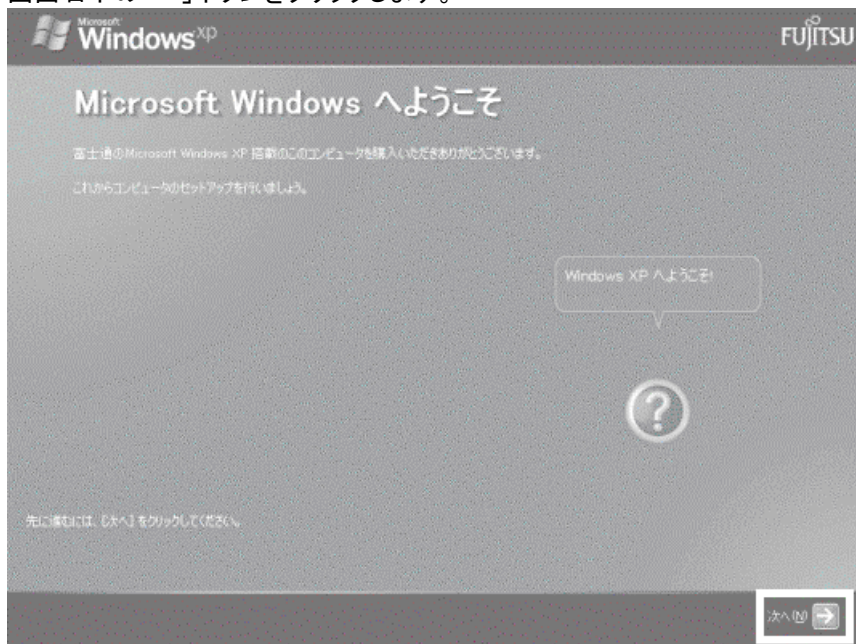 Microsoft
Windows xp
FUJITSU
Microsoft Windows へようこそ
富士通のMicrosoft Windows XP 搭載のこのコンピュータを購入いただきありがとうございます。
これからコンピュータのセットアップを行いましょう。
Windows XP へようこそ!
先に進むには、[次へ] をクリックしてください。
次へ(N)